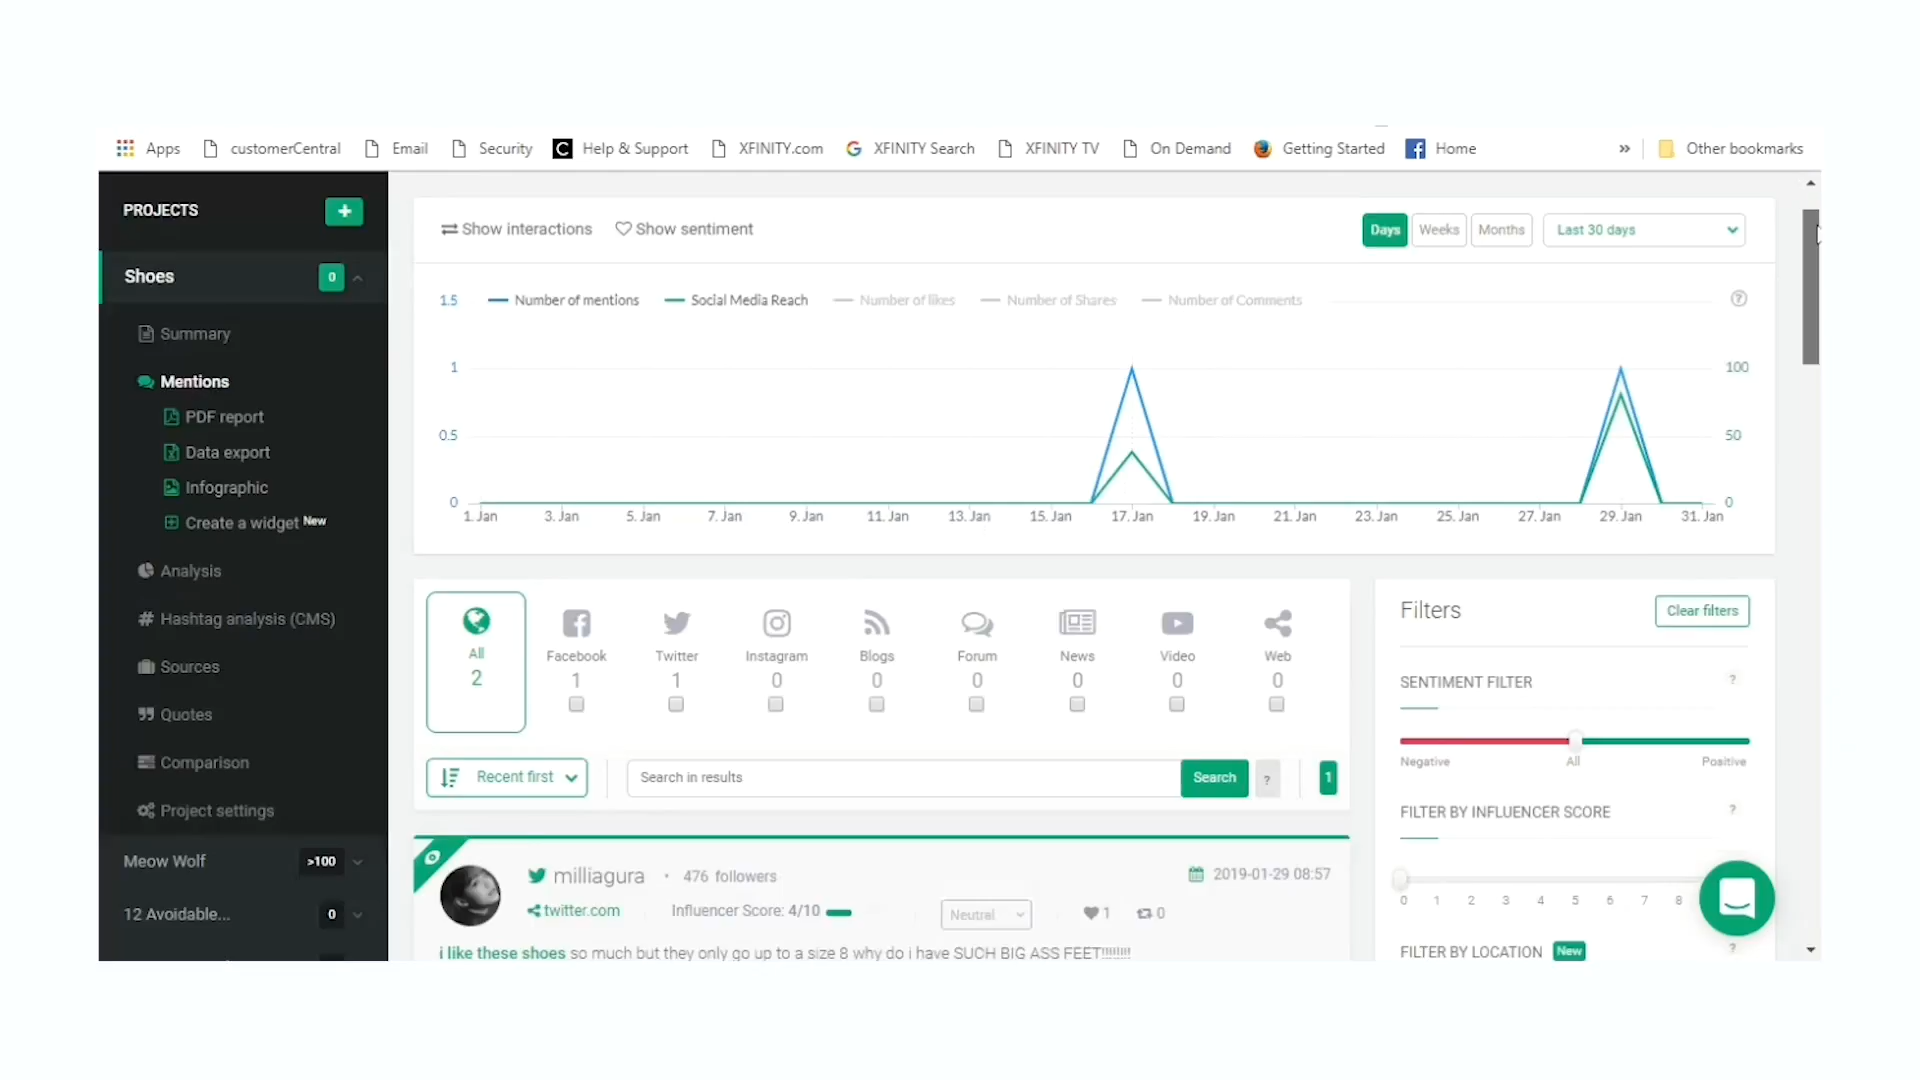 Apps customerCentral Email Security Help & Support XFINITY.com XFINITY Search XFINITY TV On Demand Getting Started Home » Other bookmarks
PROJECTS +
Shoes 0
Summary
Mentions
PDF report
Data export
Infographic
Create a widget New
Analysis
# Hashtag analysis (CMS)
Sources
Quotes
Comparison
Project settings
Meow Wolf >100
12 Avoidable... 0
Show interactions Show sentiment Days Weeks Months Last 30 days
1.5 Number of mentions Social Media Reach Number of likes Number of Shares Number of Comments ?
1 100
0.5 50
0 0
1. Jan 3. Jan 5. Jan 7. Jan 9. Jan 11. Jan 13. Jan 15. Jan 17. Jan 19. Jan 21. Jan 23. Jan 25. Jan 27. Jan 29. Jan 31. Jan
All Facebook Twitter Instagram Blogs Forum News Video Web
2 1 1 0 0 0 0 0 0
Recent first Search in results Search ? 1
milliagura • 476 followers 2019-01-29 08:57
twitter.com Influencer Score: 4/10 Neutral 1 0
i like these shoes so much but they only go up to a size 8 why do i have SUCH BIG ASS FEET!!!!!!!!
Filters Clear filters
SENTIMENT FILTER ?
Negative All Positive
FILTER BY INFLUENCER SCORE ?
0 1 2 3 4 5 6 7 8
FILTER BY LOCATION New ?